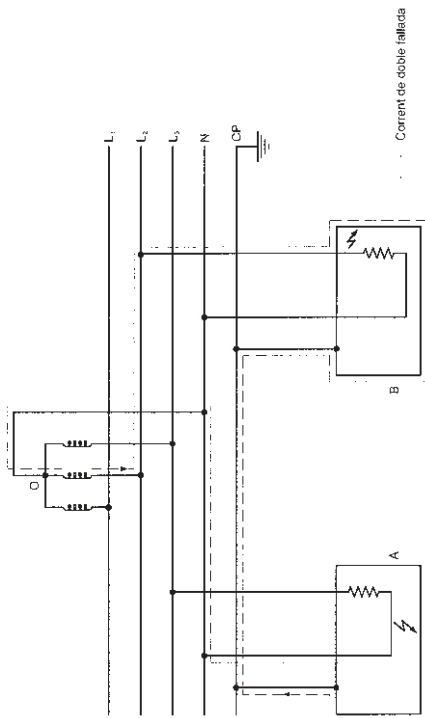 O
L₁
L₂
L₃
N
CP
A
B
Corrent de doble fallada